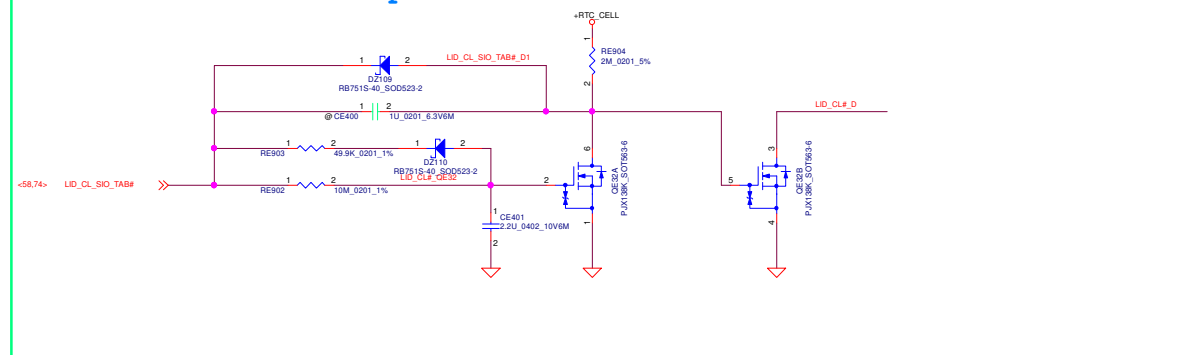 +RTC_CELL
1
RE904
2M_0201_5%
2
1
2
LID_CL_SIO_TAB#_D1
DZ109
RB751S-40_SOD523-2
1
2
@ CE400
1U_0201_6.3V6M
LID_CL#_D
1
2
RE903
49.9K_0201_1%
1
2
DZ110
RB751S-40_SOD523-2
LID_CL#_QE32
<58,74>
LID_CL_SIO_TAB#
1
2
RE902
10M_0201_1%
2
6
1
QE32A
PJX138K_SOT563-6
5
3
4
QE32B
PJX138K_SOT563-6
1
CE401
2.2U_0402_10V6M
2